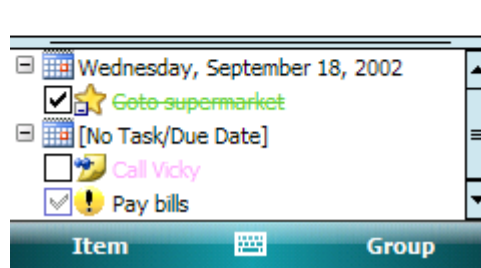 Wednesday, September 18, 2002
Goto supermarket
[No Task/Due Date]
Call Vicky
Pay bills
Item Group